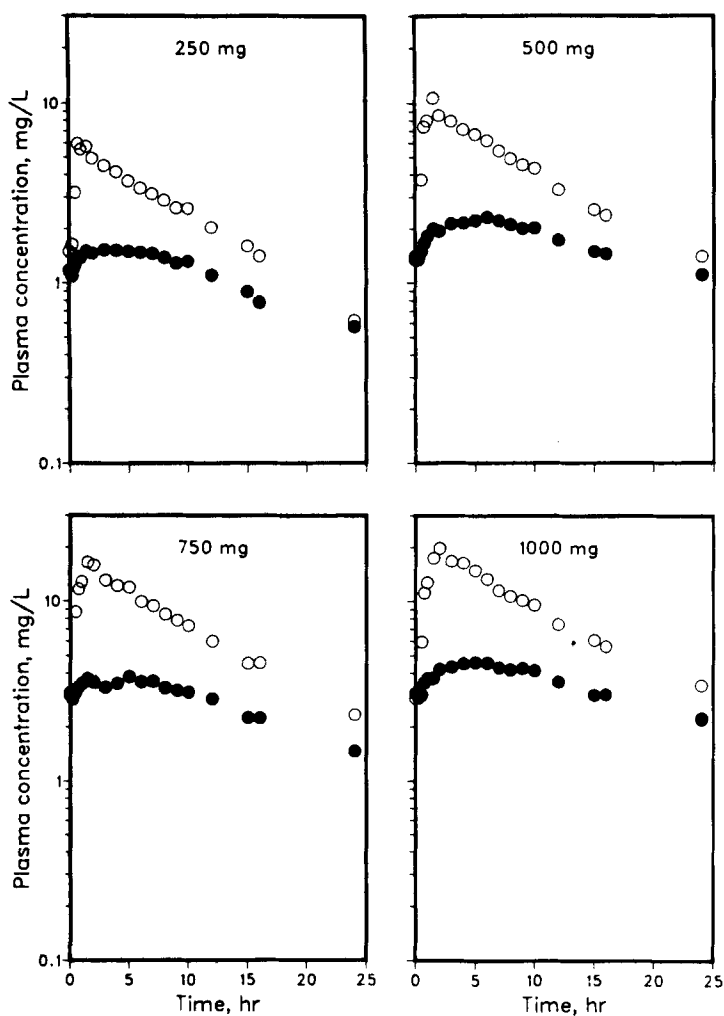 250 mg
500 mg
Plasma concentration, mg/L
10
1
0.1
750 mg
1000 mg
Plasma concentration, mg/L
10
1
0.1
0 5 10 15 20 25
0 5 10 15 20 25
Time, hr
Time, hr